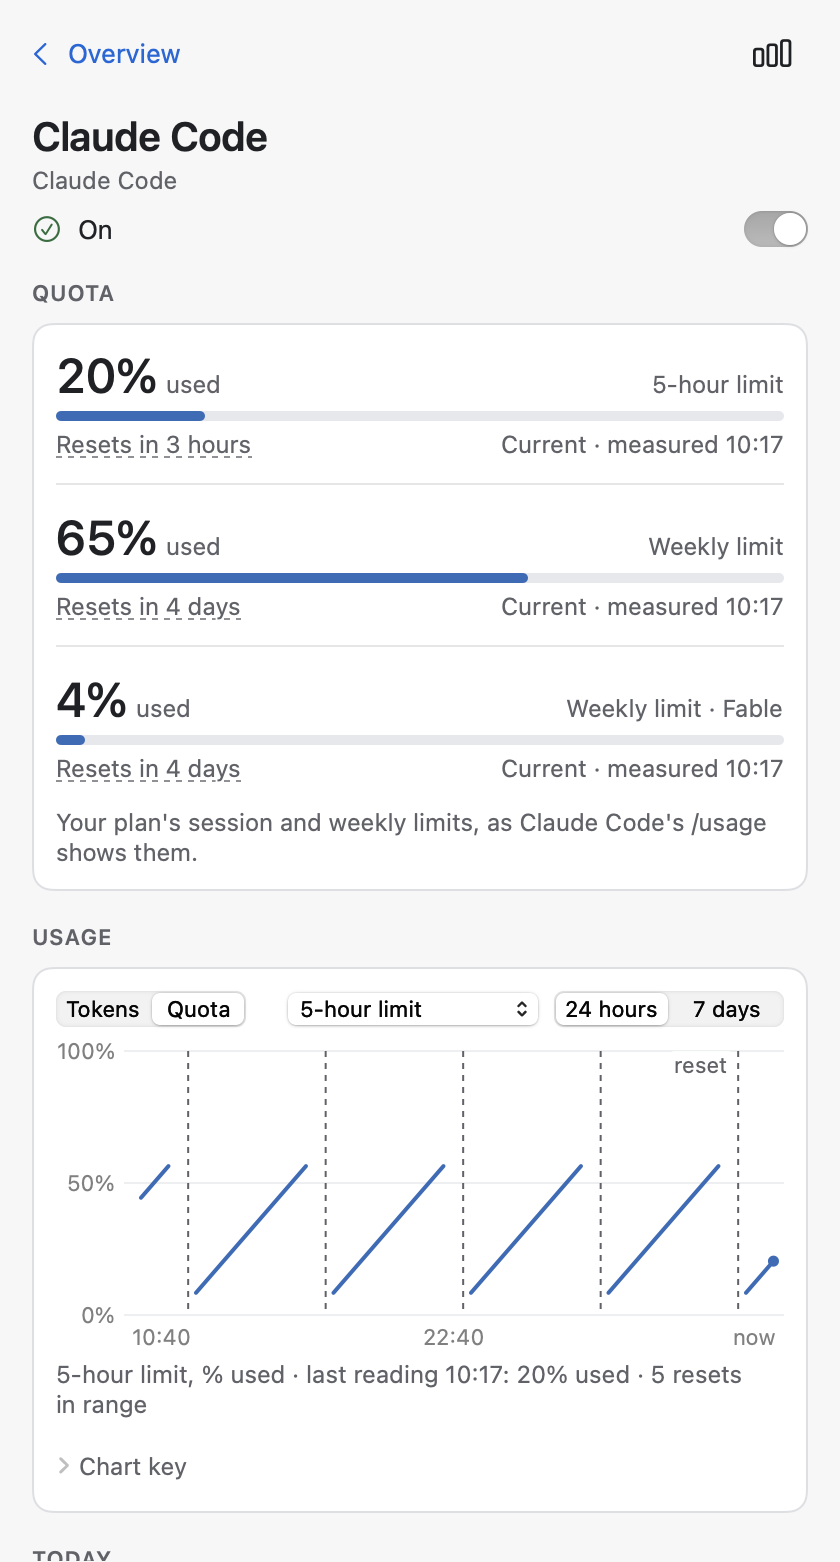 Overview
Claude Code
Claude Code
On
QUOTA
20% used 5-hour limit
Resets in 3 hours Current · measured 10:17
65% used Weekly limit
Resets in 4 days Current · measured 10:17
4% used Weekly limit · Fable
Resets in 4 days Current · measured 10:17
Your plan's session and weekly limits, as Claude Code's /usage
shows them.
USAGE
Tokens Quota 5-hour limit 24 hours 7 days
100%
reset
50%
0%
10:40 22:40 now
5-hour limit, % used · last reading 10:17: 20% used · 5 resets
in range
Chart key
TODAY